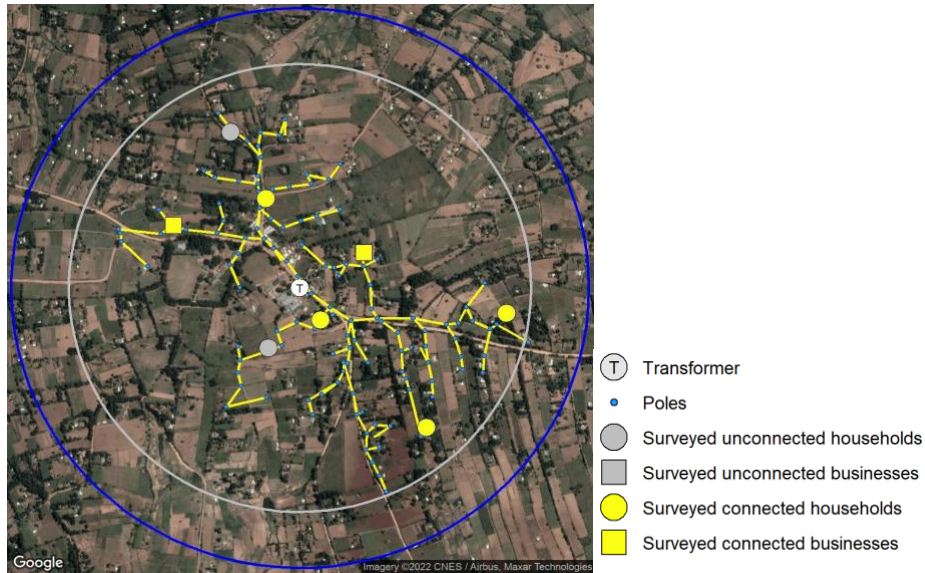 T
Google
Imagery ©2022 CNES / Airbus, Maxar Technologies
T Transformer
Poles
Surveyed unconnected households
Surveyed unconnected businesses
Surveyed connected households
Surveyed connected businesses